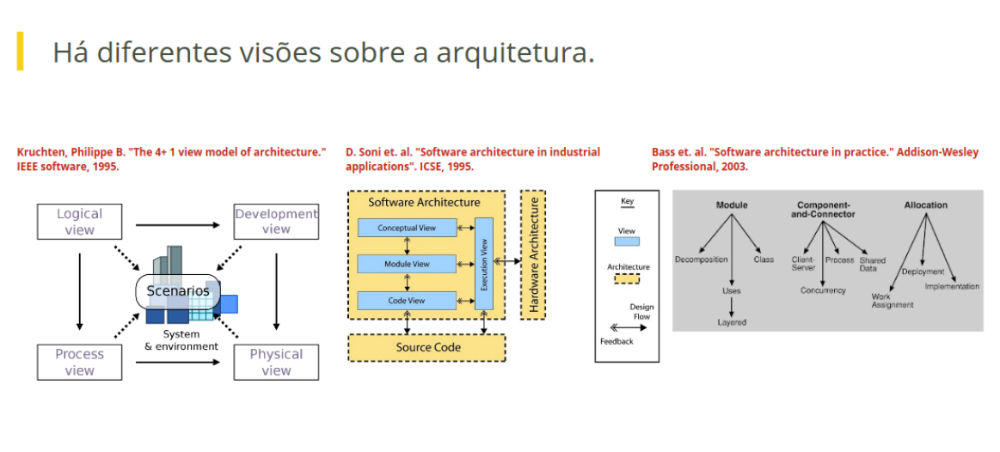 Há diferentes visões sobre a arquitetura.
Kruchten, Philippe B. "The 4+ 1 view model of architecture."
IEEE software, 1995.
Logical
view
Development
view
Scenarios
System
& environment
Process
view
Physical
view
D. Soni et. al. "Software architecture in industrial
applications". ICSE, 1995.
Software Architecture
Conceptual View
Module View
Code View
Execution View
Hardware Architecture
Source Code
Key
View
Architecture
Design
Flow
Feedback
Bass et. al. "Software architecture in practice." Addison-Wesley
Professional, 2003.
Module
Decomposition
Class
Uses
Layered
Component-
and-Connector
Client-
Server
Process
Shared
Data
Concurrency
Allocation
Deployment
Implementation
Work
Assignment